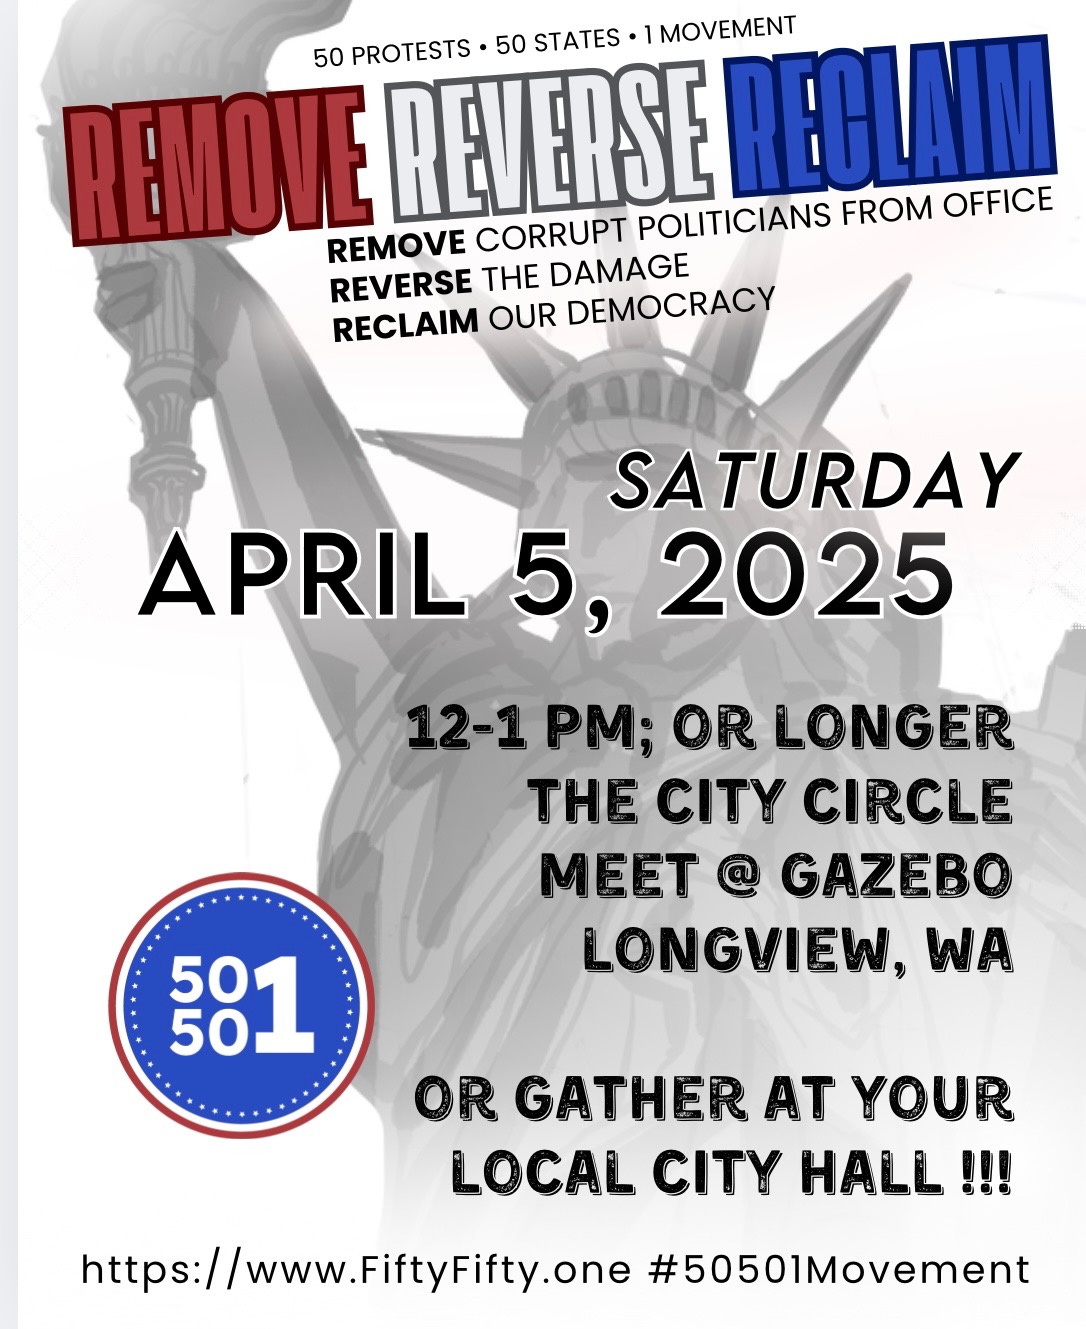 50 PROTESTS • 50 STATES • 1 MOVEMENT
REMOVE REVERSE RECLAIM
REMOVE CORRUPT POLITICIANS FROM OFFICE
REVERSE THE DAMAGE
RECLAIM OUR DEMOCRACY
SATURDAY
APRIL 5, 2025
12-1 PM; OR LONGER
THE CITY CIRCLE
MEET @ GAZEBO
LONGVIEW, WA
50
50 1
OR GATHER AT YOUR
LOCAL CITY HALL !!!
https://www.FiftyFifty.one #50501Movement